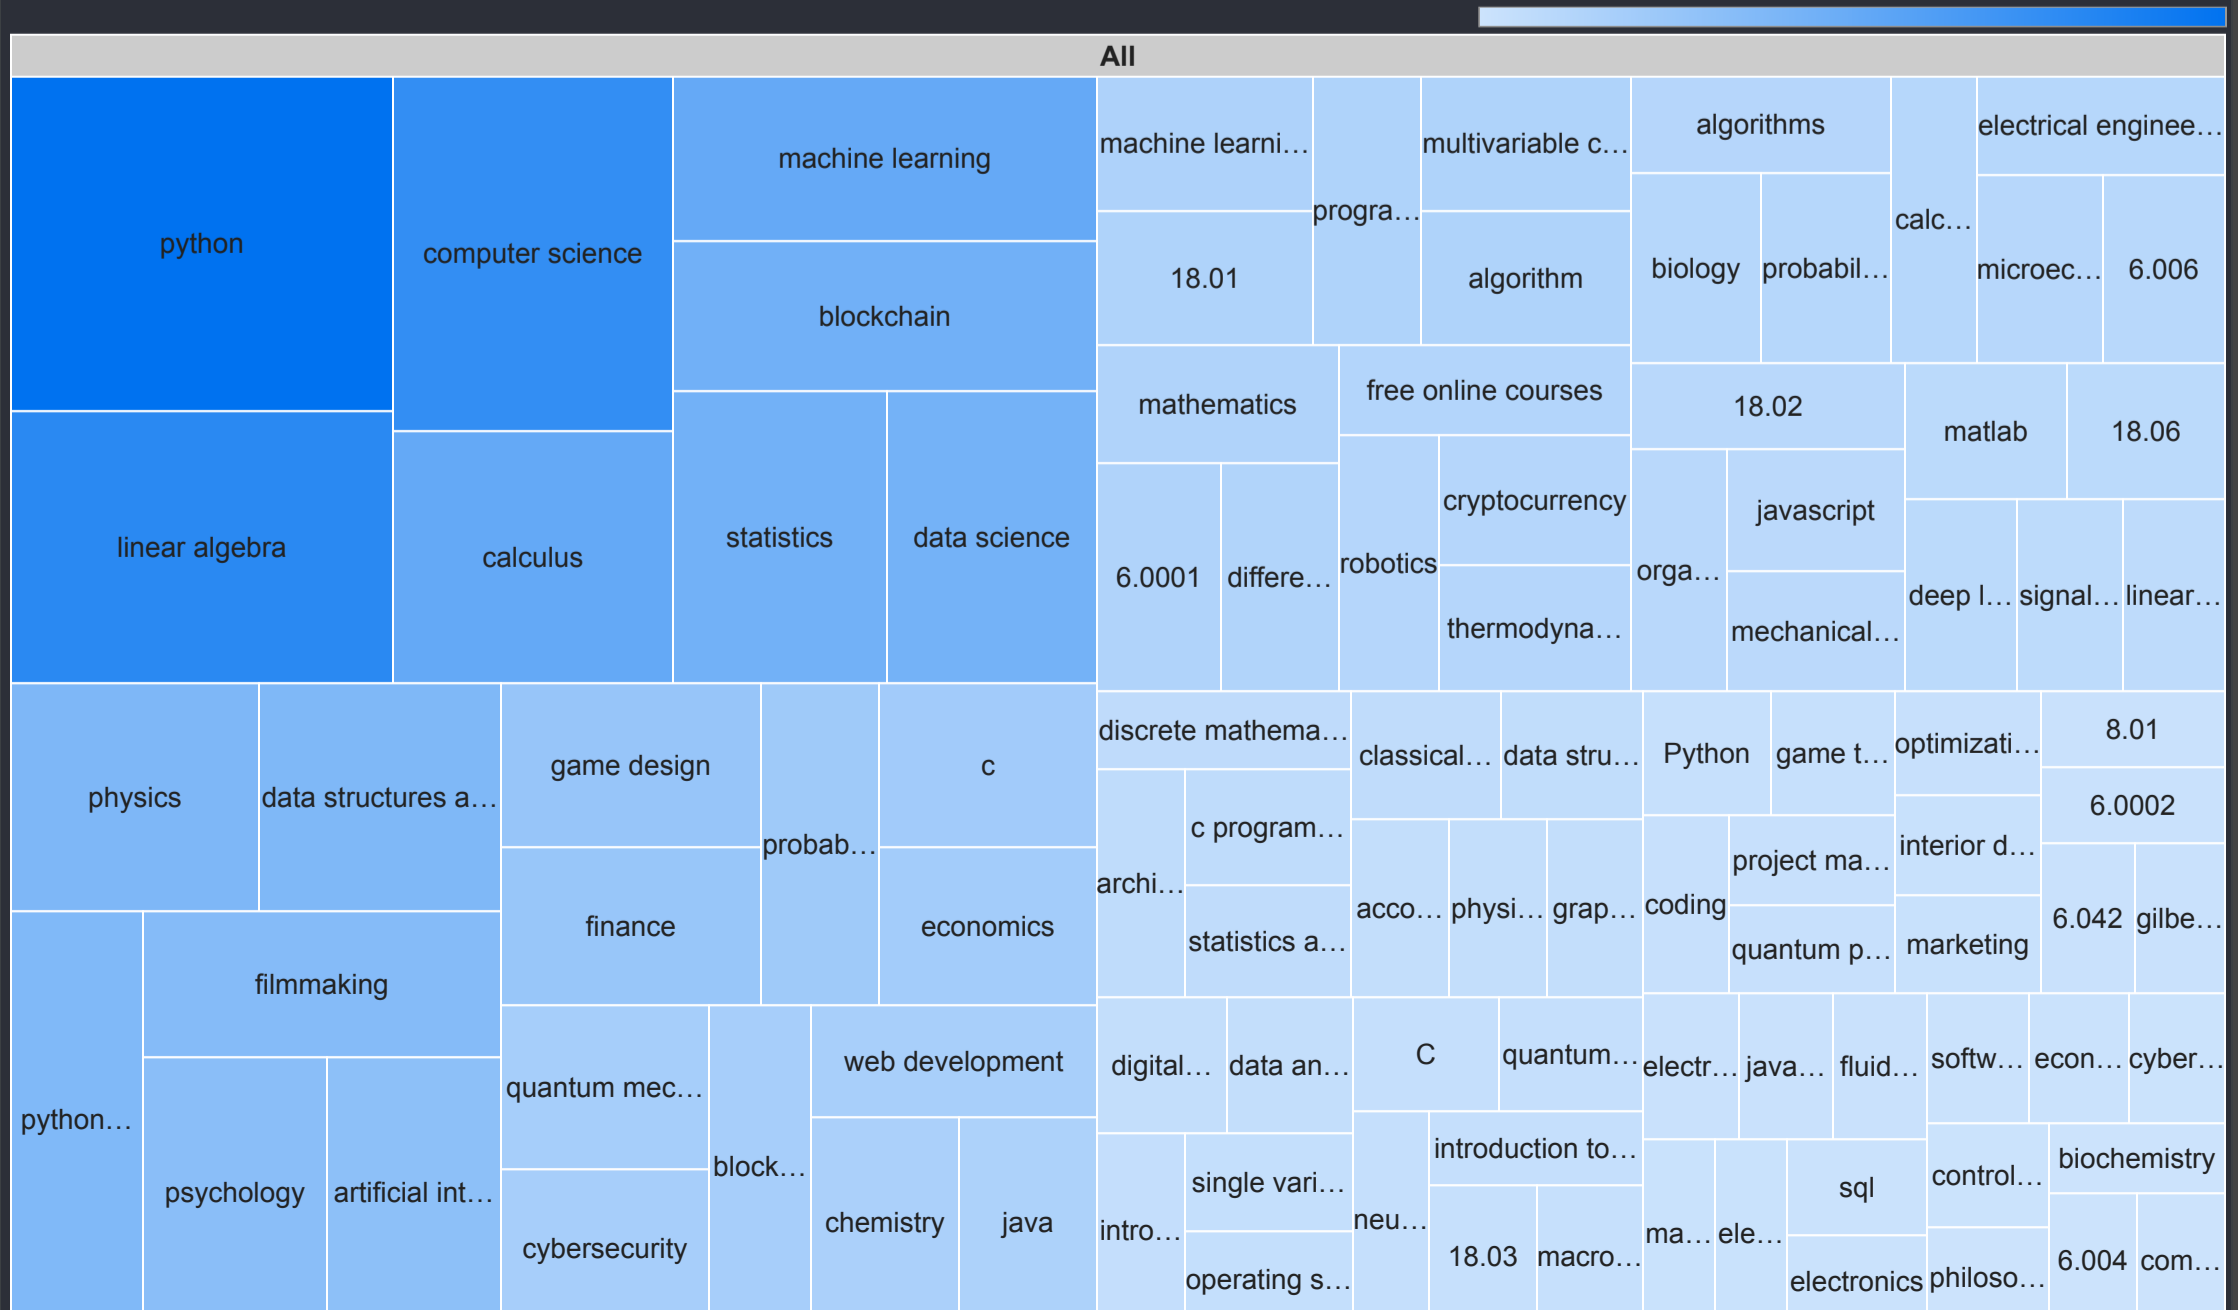 All
python
linear algebra
computer science
calculus
machine learning
blockchain
statistics
data science
physics
data structures a…
python…
filmmaking
psychology
artificial int…
game design
finance
probab…
c
economics
quantum mec…
cybersecurity
block…
web development
chemistry
java
machine learni…
18.01
progra…
multivariable c…
algorithm
mathematics
6.0001
differe…
free online courses
robotics
cryptocurrency
thermodyna…
algorithms
biology
probabil…
calc…
electrical enginee…
microec…
6.006
18.02
orga…
javascript
mechanical…
matlab
18.06
deep l…
signal…
linear…
discrete mathema…
archi…
c program…
statistics a…
classical…
data stru…
acco…
physi…
grap…
Python
game t…
coding
project ma…
quantum p…
optimizati…
interior d…
marketing
8.01
6.0002
6.042
gilbe…
digital…
data an…
intro…
single vari…
operating s…
C
quantum…
neu…
introduction to…
18.03
macro…
electr…
java…
fluid…
ma…
ele…
sql
electronics
softw…
econ…
cyber…
control…
philoso…
biochemistry
6.004
com…